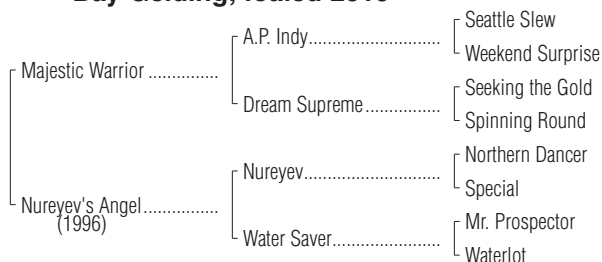 Bay Gelding; foaled
Seattle Slew
A.P. Indy
Weekend Surprise
Majestic Warrior
Seeking the Gold
Dream Supreme
Spinning Round
Northern Dancer
Nureyev
Special
Nureyev's Angel
(1996)
Mr. Prospector
Water Saver
Waterlot